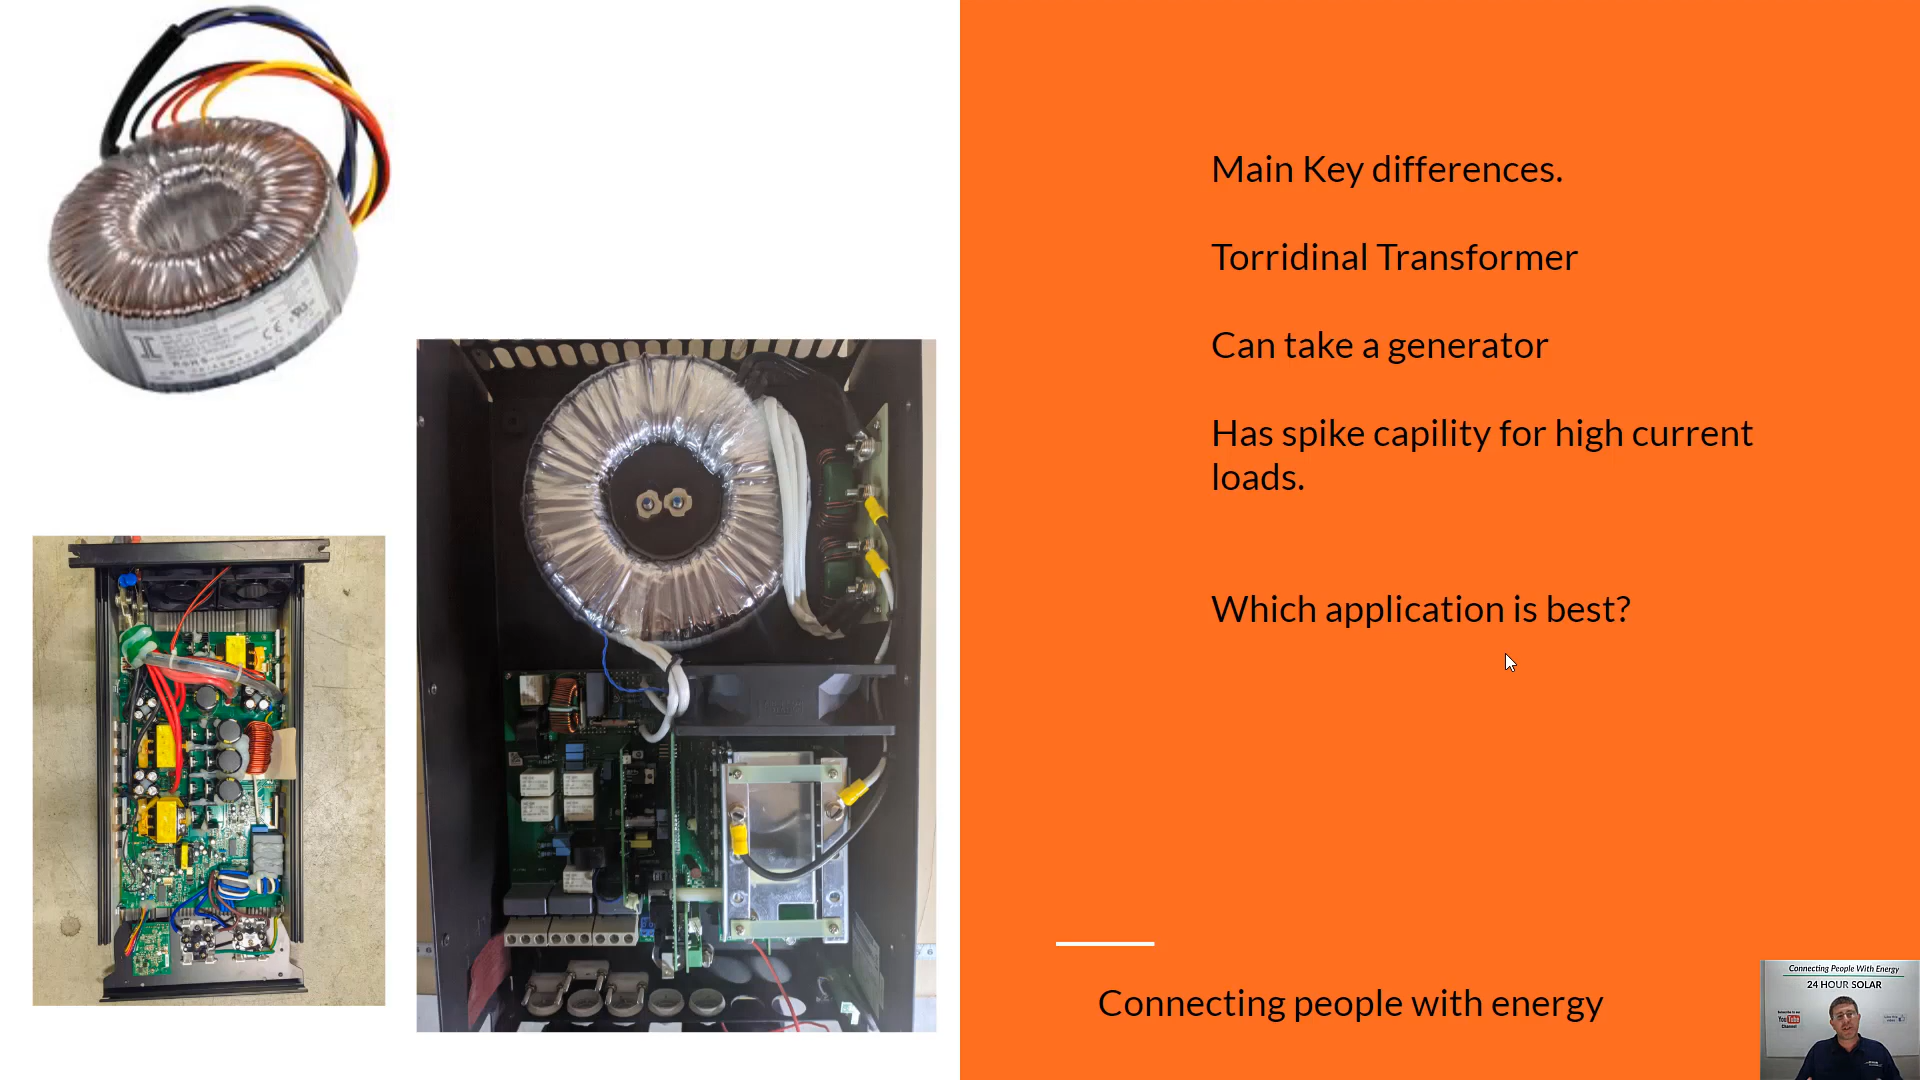 Main Key differences.
Torridinal Transformer
Can take a generator
Has spike capility for high current
loads.
Which application is best?
Connecting people with energy
Connecting People With Energy
24 HOUR SOLAR